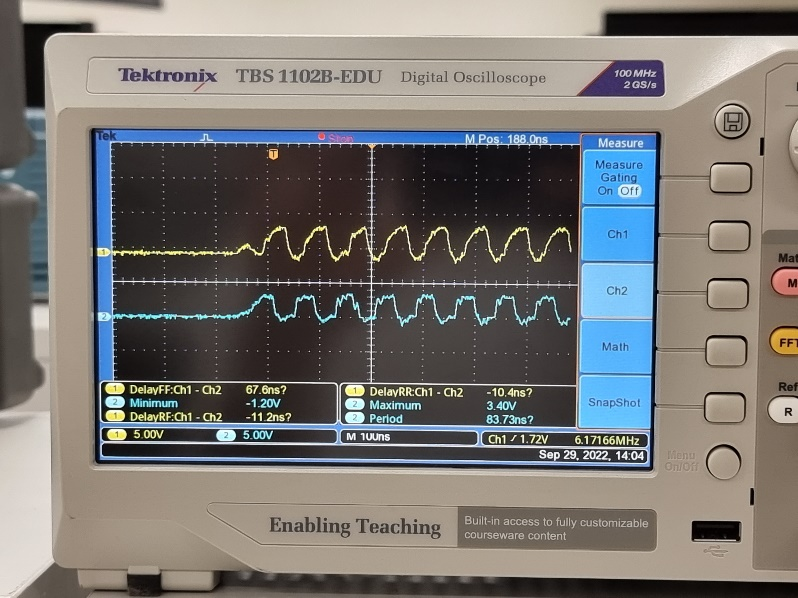 Tektronix TBS 1102B-EDU Digital Oscilloscope 100 MHz
2 GS/s
Tek Stop M Pos: 188.0ns Measure
T
Measure
Gating
On Off
Ch1
1
Ch2
2
Math
SnapShot
1 DelayFF:Ch1 - Ch2 67.6ns?
2 Minimum -1.20V
1 DelayRF:Ch1 - Ch2 -11.2ns?
1 DelayRR:Ch1 - Ch2 -10.4ns?
2 Maximum 3.40V
2 Period 83.73ns?
1 5.00V 2 5.00V M 100ns Ch1 / 1.72V 6.17166MHz
Sep 29, 2022, 14:04
Menu
On/Off
M
FFT
Ref
R
Enabling Teaching
Built-in access to fully customizable
courseware content